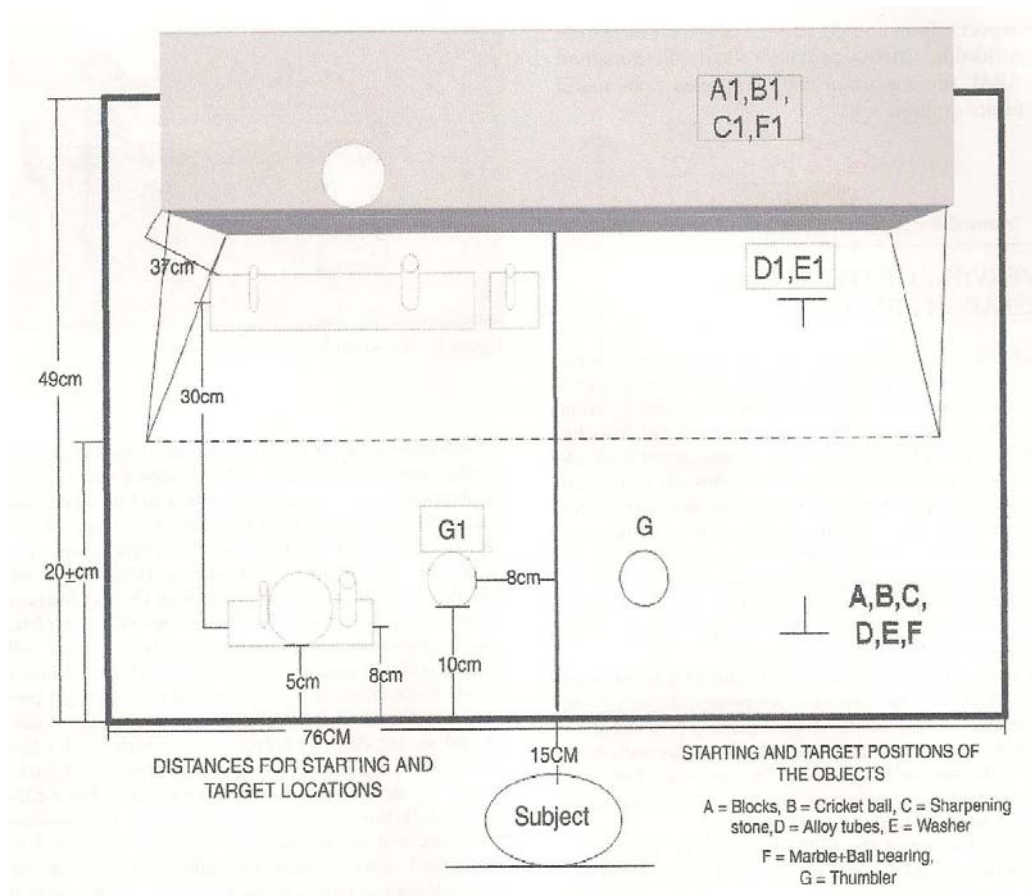 A1,B1,
C1,F1
37cm
D1,E1
49cm
30cm
G1
G
20±cm
8cm
A,B,C,
D,E,F
10cm
8cm
5cm
76CM
15CM
DISTANCES FOR STARTING AND
TARGET LOCATIONS
STARTING AND TARGET POSITIONS OF
THE OBJECTS
Subject
A = Blocks, B = Cricket ball, C = Sharpening
stone,D = Alloy tubes, E = Washer
F = Marble+Ball bearing,
G = Thumbler